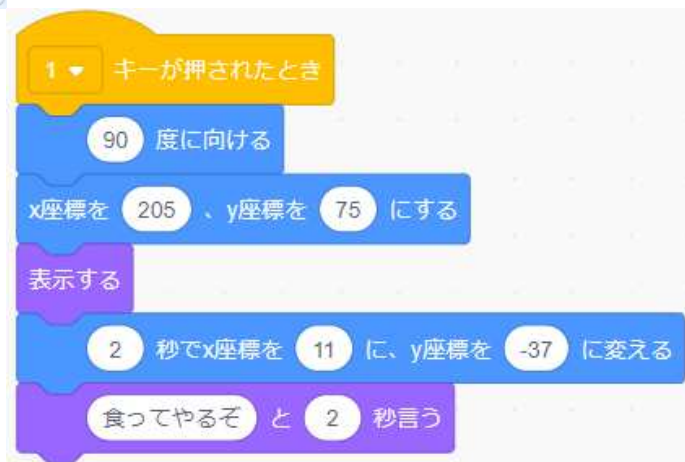 1 キーが押されたとき
90 度に向ける
x座標を 205 、y座標を 75 にする
表示する
2 秒でx座標を 11 に、y座標を -37 に変える
食ってやるぞ と 2 秒言う